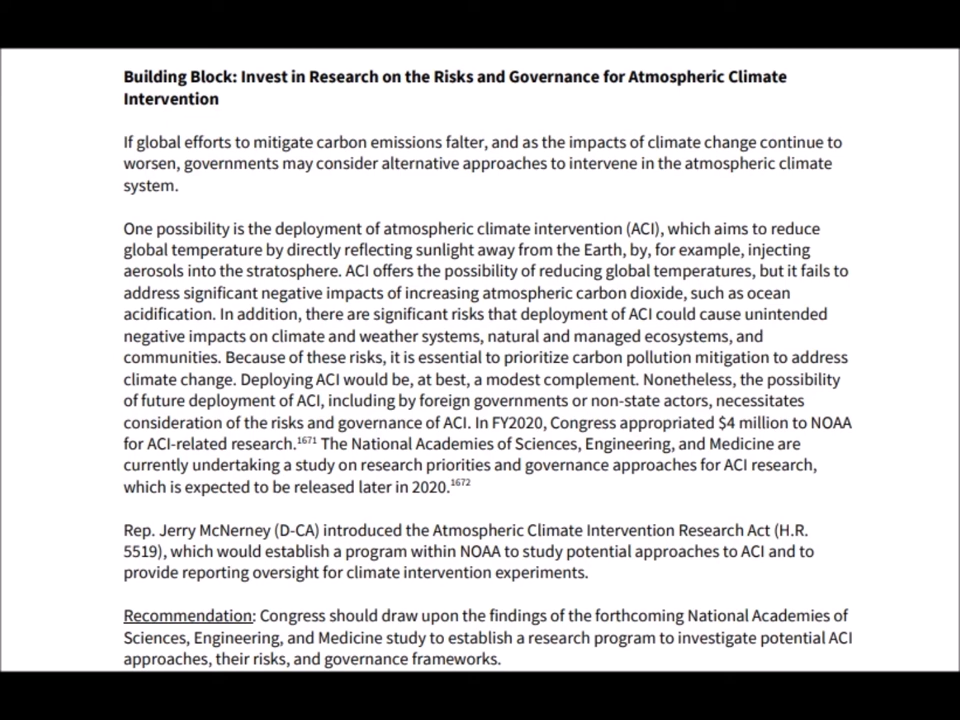 Building Block: Invest in Research on the Risks and Governance for Atmospheric Climate
Intervention
If global efforts to mitigate carbon emissions falter, and as the impacts of climate change continue to
worsen, governments may consider alternative approaches to intervene in the atmospheric climate
system.
One possibility is the deployment of atmospheric climate intervention (ACI), which aims to reduce
global temperature by directly reflecting sunlight away from the Earth, by, for example, injecting
aerosols into the stratosphere. ACI offers the possibility of reducing global temperatures, but it fails to
address significant negative impacts of increasing atmospheric carbon dioxide, such as ocean
acidification. In addition, there are significant risks that deployment of ACI could cause unintended
negative impacts on climate and weather systems, natural and managed ecosystems, and
communities. Because of these risks, it is essential to prioritize carbon pollution mitigation to address
climate change. Deploying ACI would be, at best, a modest complement. Nonetheless, the possibility
of future deployment of ACI, including by foreign governments or non-state actors, necessitates
consideration of the risks and governance of ACI. In FY2020, Congress appropriated $4 million to NOAA
for ACI-related research.1671 The National Academies of Sciences, Engineering, and Medicine are
currently undertaking a study on research priorities and governance approaches for ACI research,
which is expected to be released later in 2020.1672
Rep. Jerry McNerney (D-CA) introduced the Atmospheric Climate Intervention Research Act (H.R.
5519), which would establish a program within NOAA to study potential approaches to ACI and to
provide reporting oversight for climate intervention experiments.
Recommendation: Congress should draw upon the findings of the forthcoming National Academies of
Sciences, Engineering, and Medicine study to establish a research program to investigate potential ACI
approaches, their risks, and governance frameworks.